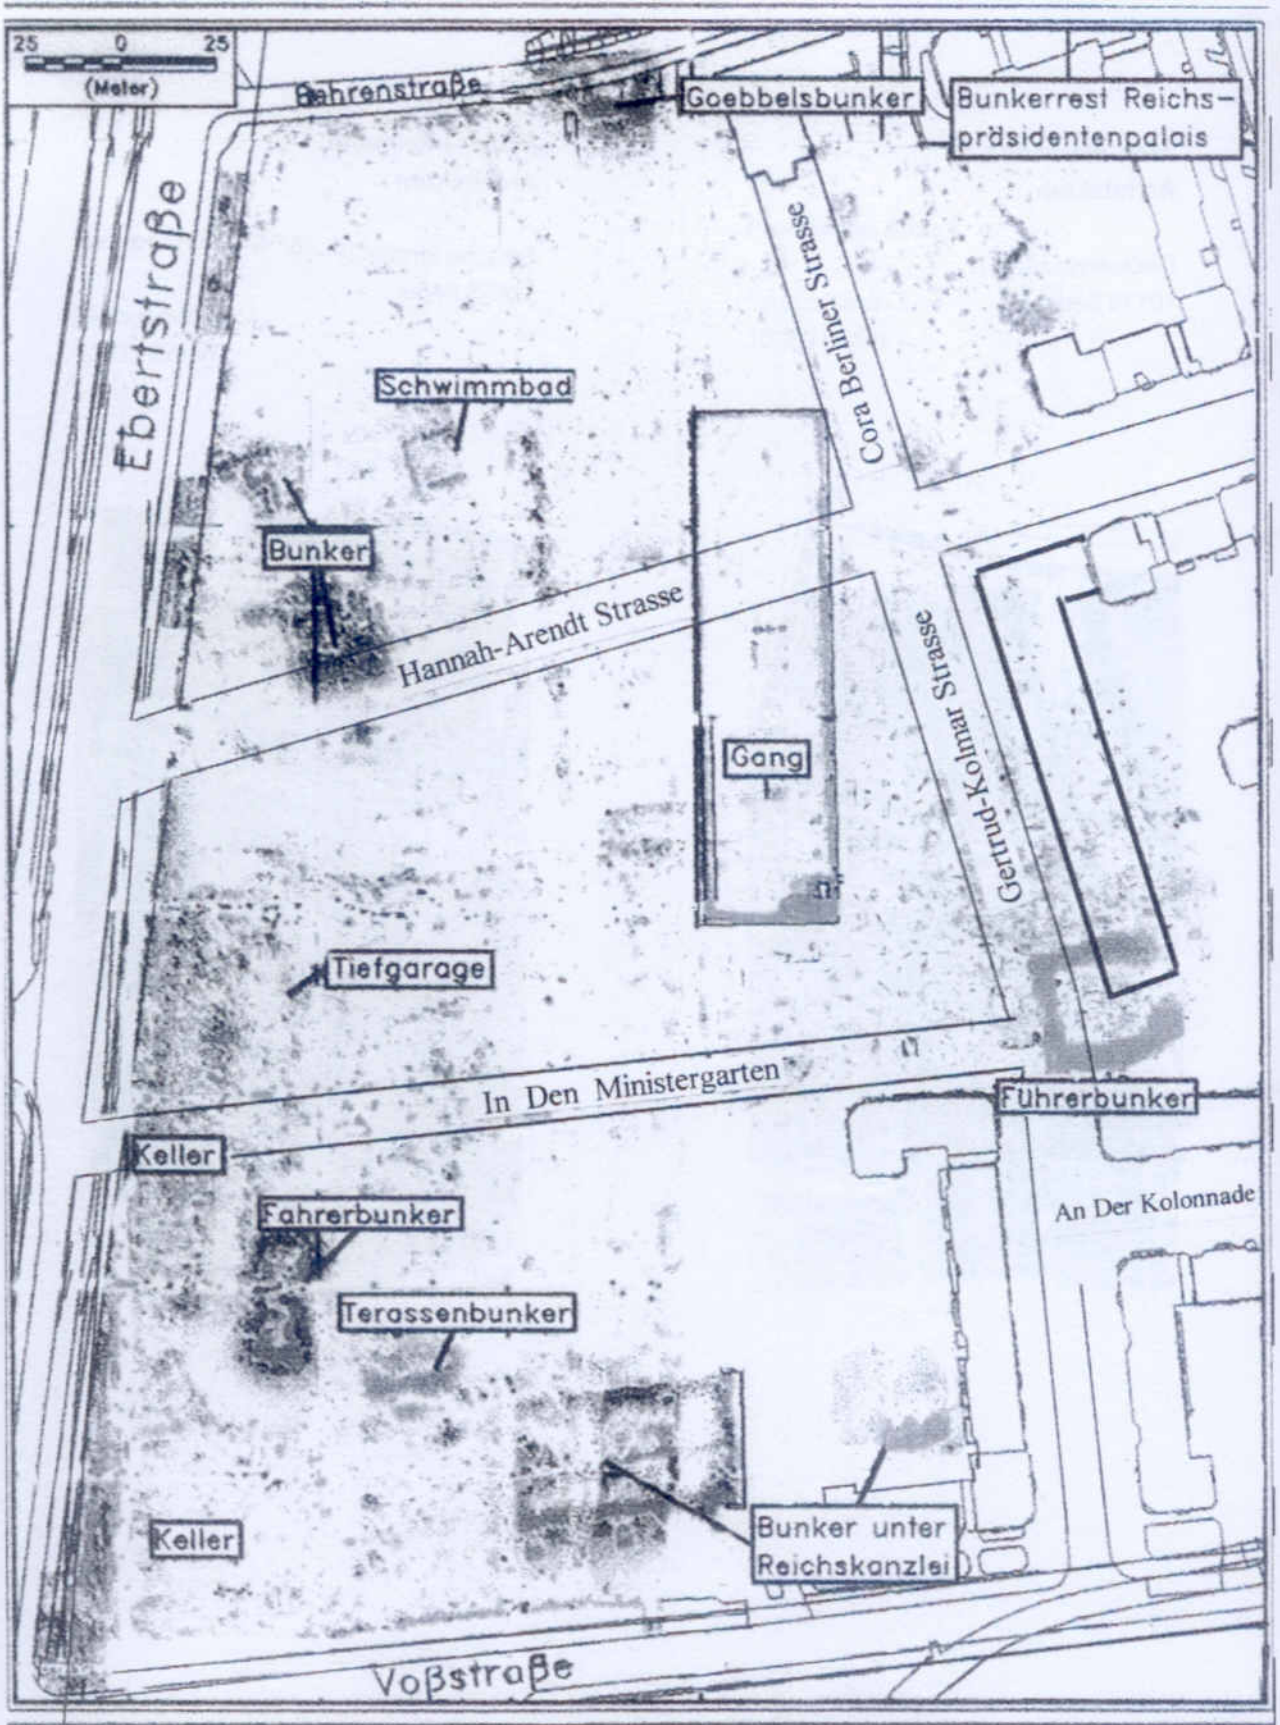 25 0 25
(Meter)
Behrenstraße
Goebbelsbunker
Bunkerrest Reichs-
präsidentenpalais
Ebertstraße
Cora Berliner Strasse
Schwimmbad
Bunker
Hannah-Arendt Strasse
Gertrud-Kolmar Strasse
Gang
Tiefgarage
In Den Ministergarten
Führerbunker
Keller
An Der Kolonnade
Fahrerbunker
Terassenbunker
Keller
Bunker unter
Reichskanzlei
Voßstraße